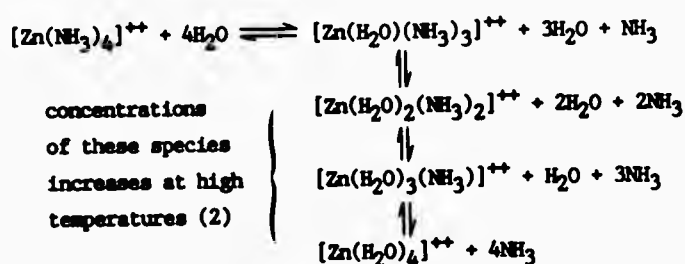 [Zn(NH₃)₄]⁺⁺ + 4H₂O ⇌ [Zn(H₂O)(NH₃)₃]⁺⁺ + 3H₂O + NH₃
⇌
concentrations
of these species
increases at high
temperatures (2)
[Zn(H₂O)₂(NH₃)₂]⁺⁺ + 2H₂O + 2NH₃
⇌
[Zn(H₂O)₃(NH₃)]⁺⁺ + H₂O + 3NH₃
⇌
[Zn(H₂O)₄]⁺⁺ + 4NH₃